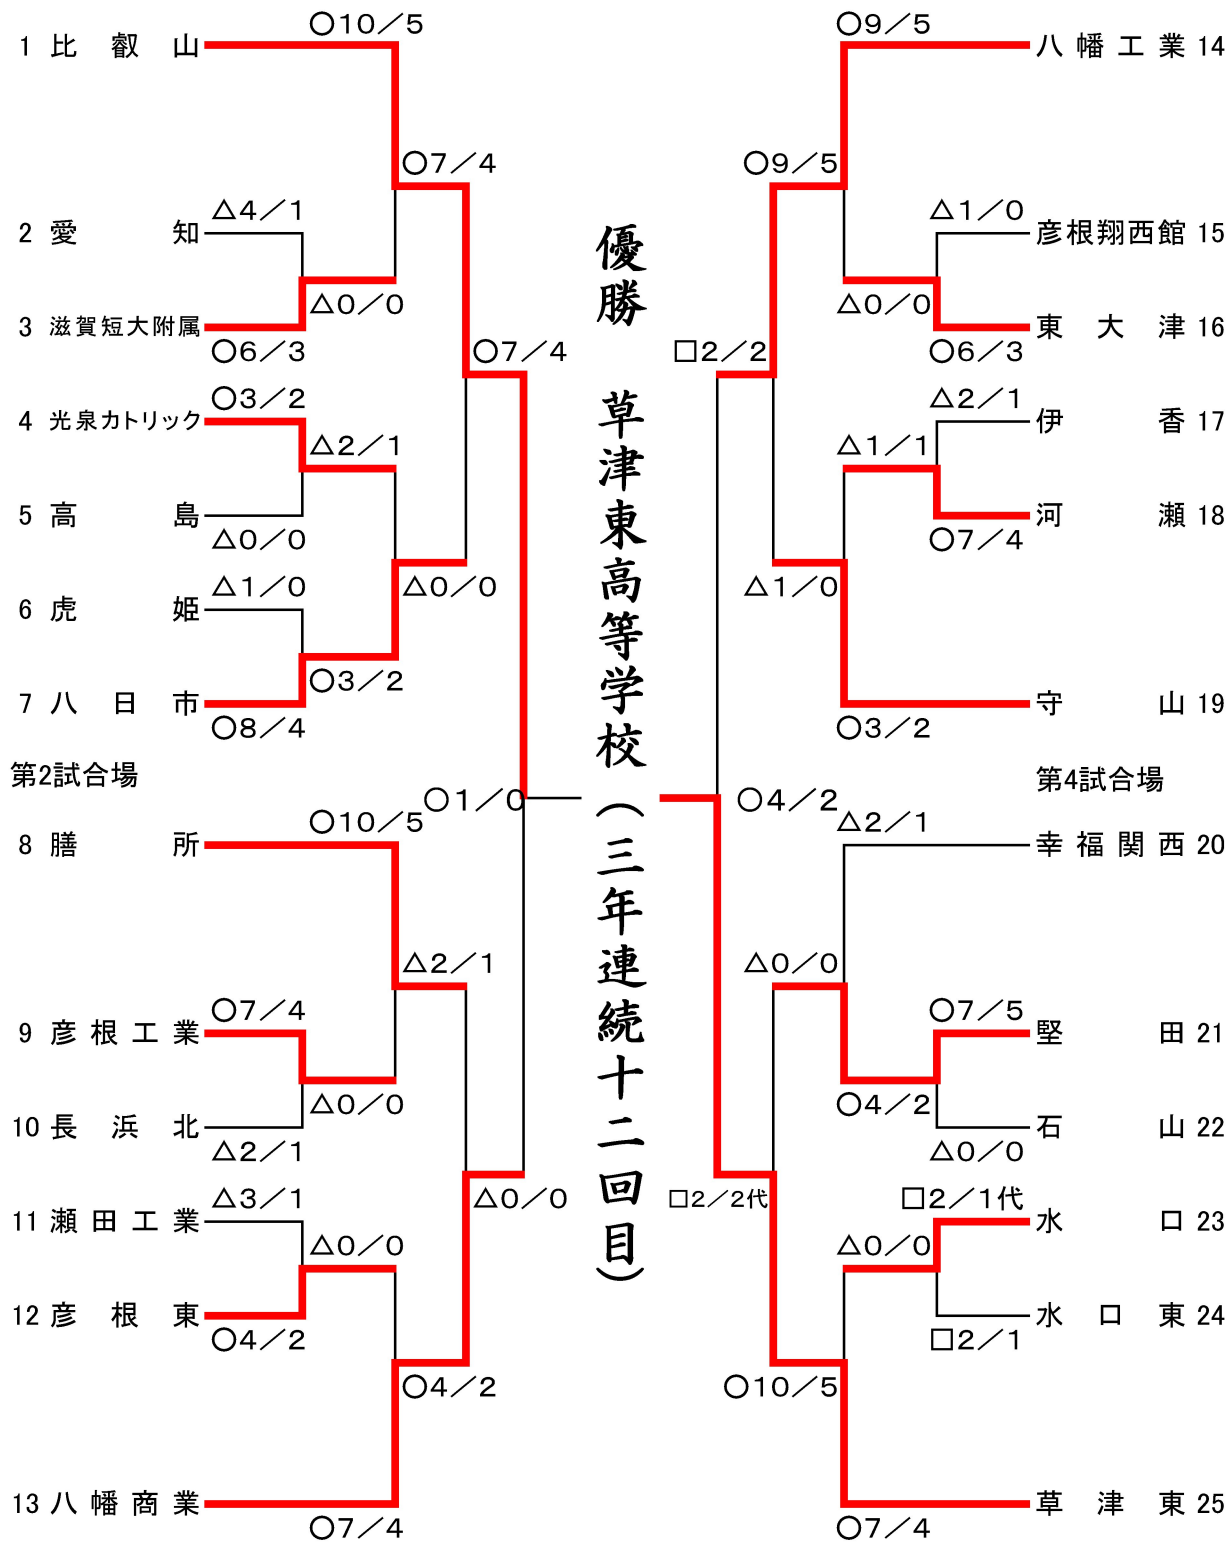 ○10／5
1 比叡山
△4／1
2 愛知
△0／0
3 滋賀短大附属
○6／3
○7／4
○3／2
4 光泉カトリック
△2／1
5 高島
△0／0
△1／0
6 虎姫
○3／2
7 八日市
○8／4
△0／0
○7／4
第2試合場
○1／0
○10／5
8 膳所
△2／1
○7／4
9 彦根工業
△0／0
10 長浜北
△2／1
△3／1
11 瀬田工業
△0／0
12 彦根東
○4／2
△0／0
○4／2
13 八幡商業
○7／4
優勝 草津東高等学校（三年連続十二回目）
○9／5
八幡工業 14
○9／5
△1／0
彦根翔西館 15
△0／0
東大津 16
○6／3
□2／2
△2／1
伊香 17
△1／1
河瀬 18
○7／4
△1／0
守山 19
○3／2
第4試合場
○4／2
△2／1
幸福関西 20
△0／0
○7／5
堅田 21
○4／2
石山 22
△0／0
□2／2代
□2／1代
水口 23
△0／0
水口東 24
□2／1
○10／5
草津東 25
○7／4